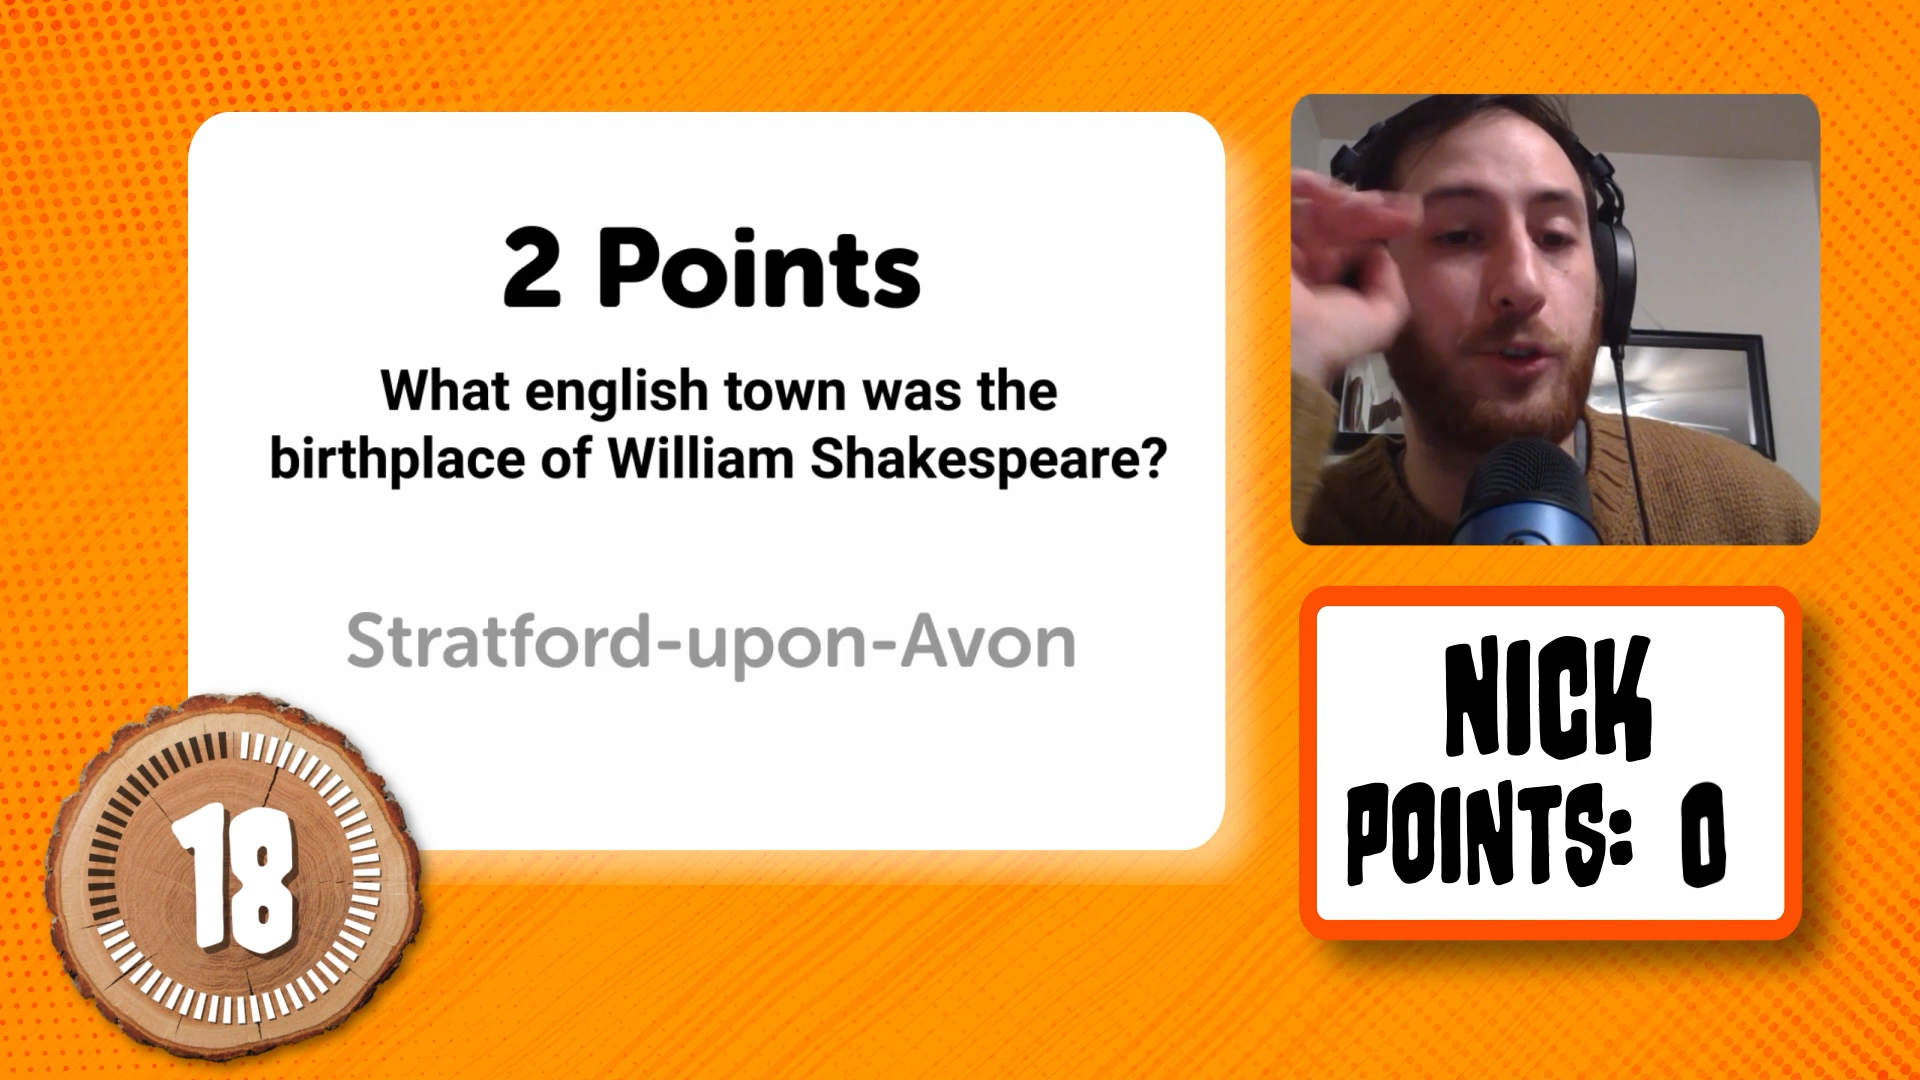 2 Points
What english town was the
birthplace of William Shakespeare?
Stratford-upon-Avon
18
NICK
POINTS: 0